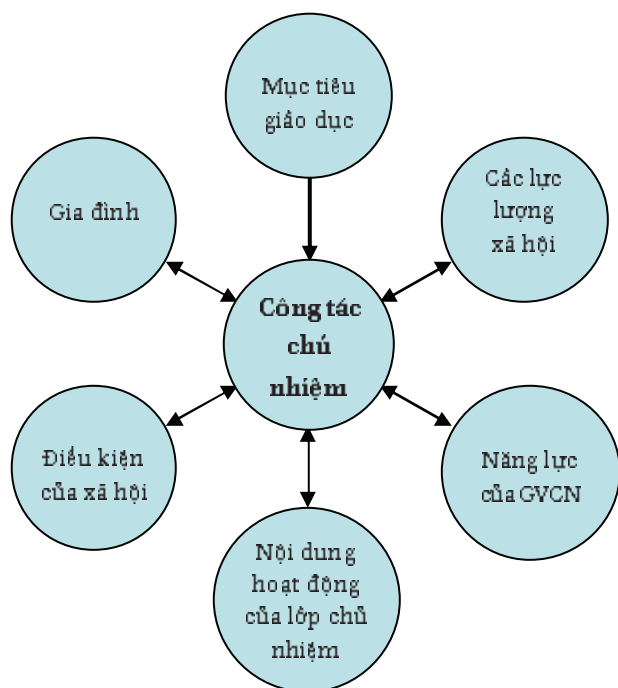 Mục tiêu
giáo dục
Gia đình
Các lực
lượng
xã hội
Công tác
chủ
nhiệm
Điều kiện
của xã hội
Năng lực
của GVCN
Nội dung
hoạt động
của lớp chủ
nhiệm